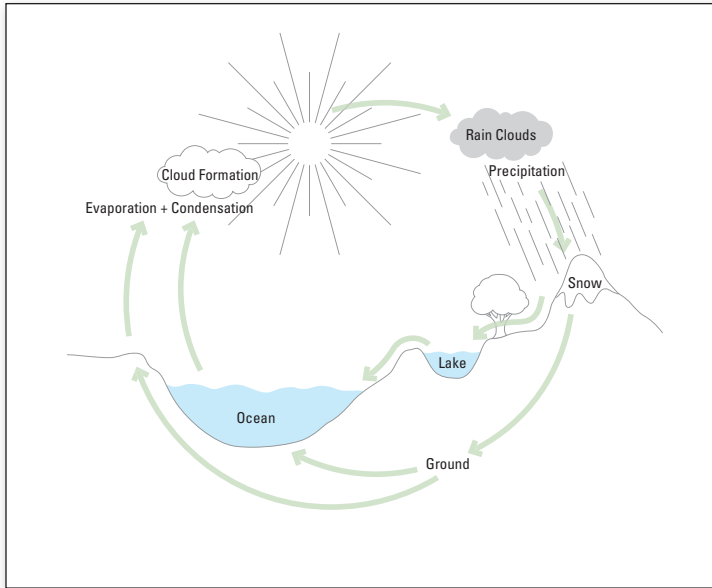 Rain Clouds
Precipitation
Cloud Formation
Evaporation + Condensation
Snow
Lake
Ocean
Ground